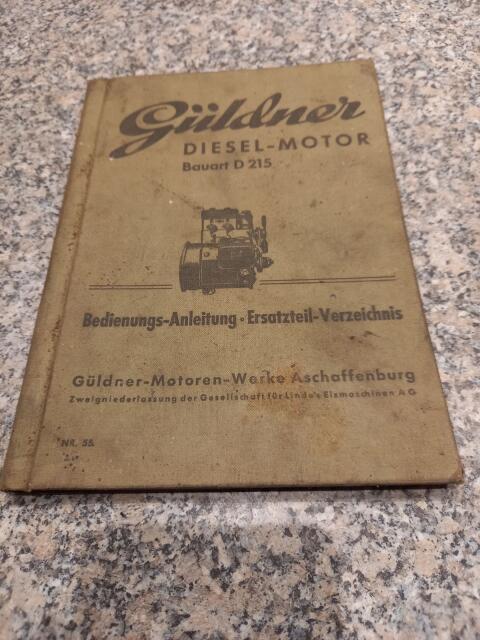 Güldner
DIESEL-MOTOR
Bauart D 215
Bedienungs-Anleitung · Ersatzteil-Verzeichnis
Güldner-Motoren-Werke Aschaffenburg
Zweigniederlassung der Gesellschaft für Linde's Eismaschinen AG
NR. 55